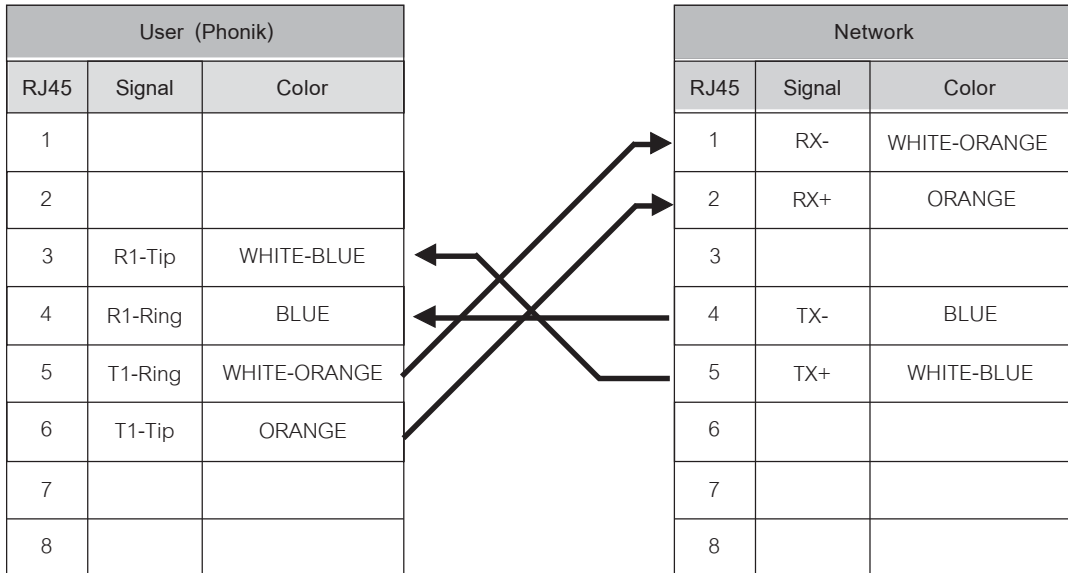 User (Phonik)
RJ45 Signal Color
1
2
3 R1-Tip WHITE-BLUE
4 R1-Ring BLUE
5 T1-Ring WHITE-ORANGE
6 T1-Tip ORANGE
7
8
Network
RJ45 Signal Color
1 RX- WHITE-ORANGE
2 RX+ ORANGE
3
4 TX- BLUE
5 TX+ WHITE-BLUE
6
7
8